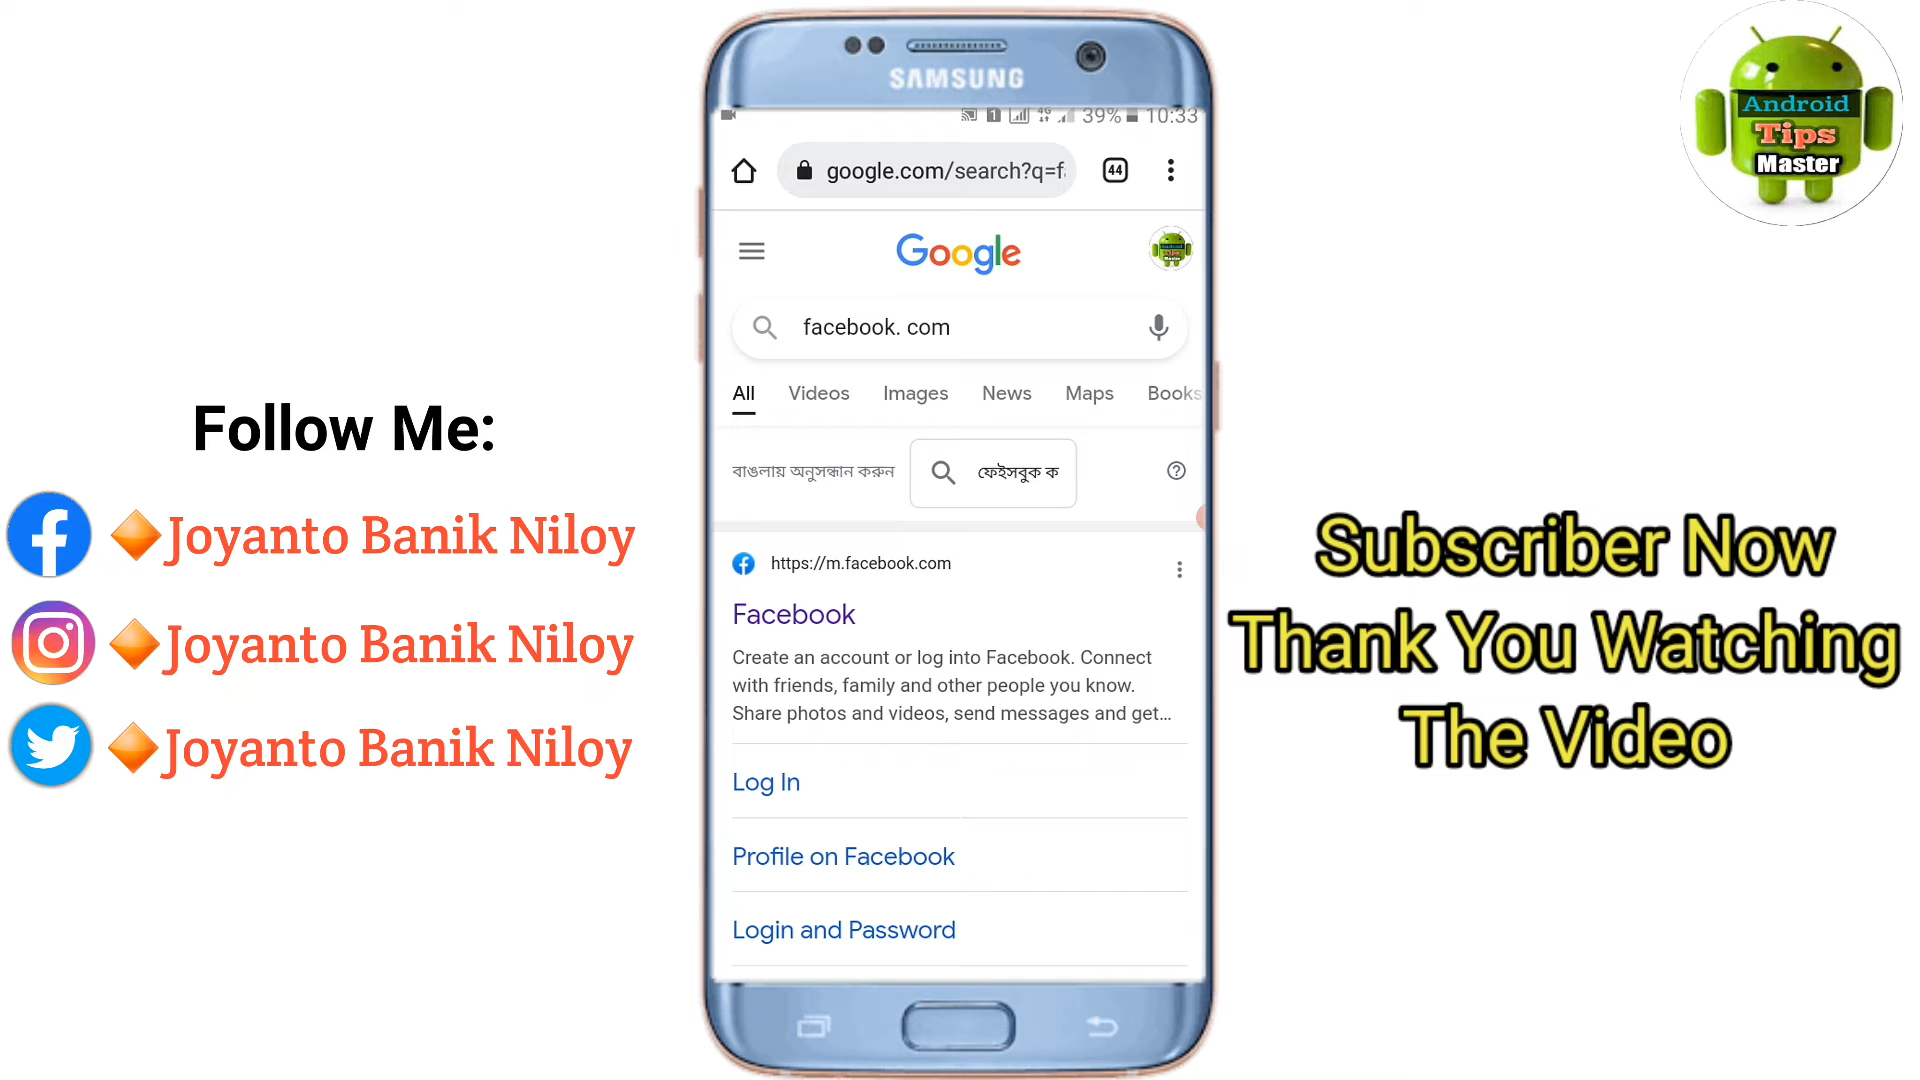 SAMSUNG
1 4G 39% 10:33
google.com/search?q=f
44
Google
facebook. com
All Videos Images News Maps Books
বাঙলায় অনুসন্ধান করুন
ফেইসবুক ক
https://m.facebook.com
Facebook
Create an account or log into Facebook. Connect
with friends, family and other people you know.
Share photos and videos, send messages and get...
Log In
Profile on Facebook
Login and Password
Follow Me:
Joyanto Banik Niloy
Joyanto Banik Niloy
Joyanto Banik Niloy
Android
Tips
Master
Subscriber Now
Thank You Watching
The Video